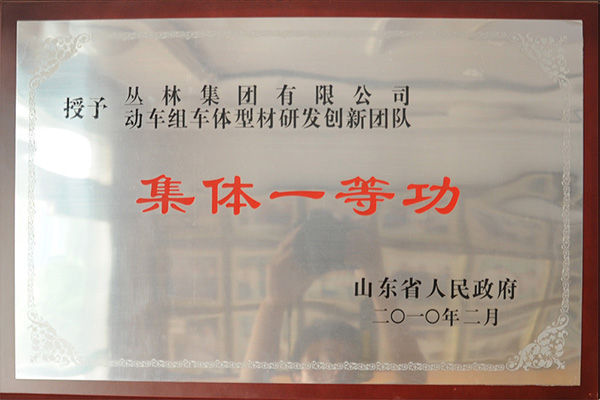 授予
丛林集团有限公司
动车组车体型材研发创新团队
集体一等功
山东省人民政府
二〇一〇年二月